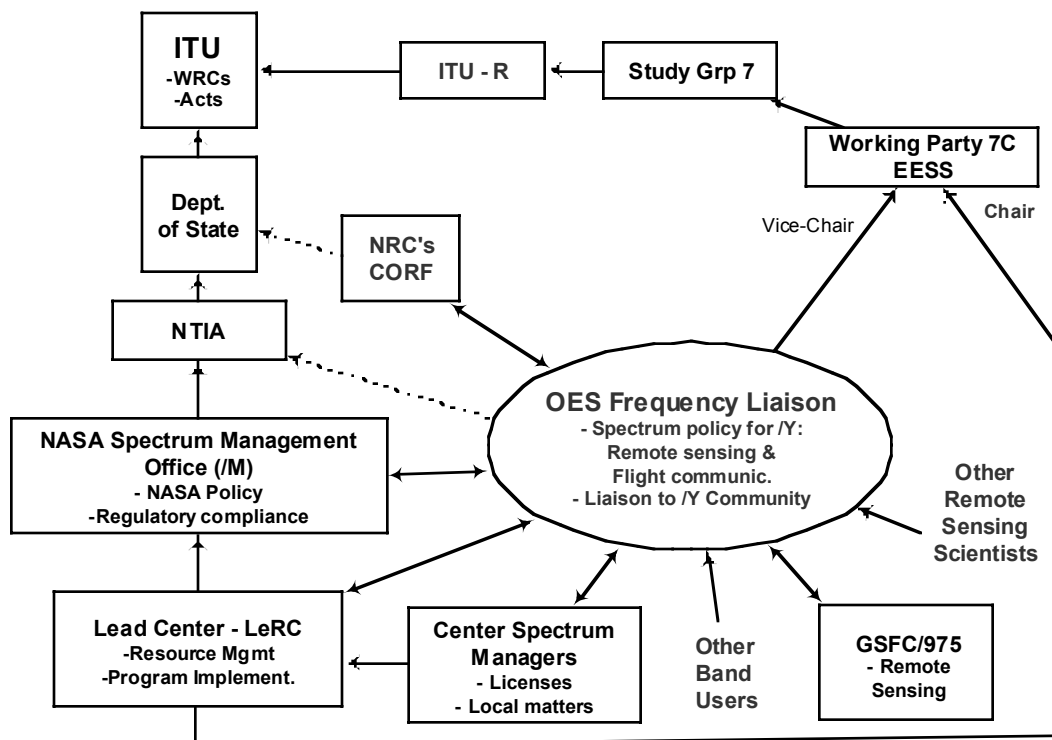 ITU
-WRCs
-Acts
ITU - R
Study Grp 7
Working Party 7C
EESS
Dept.
of State
NRC's
CORF
Vice-Chair
Chair
NTIA
OES Frequency Liaison
- Spectrum policy for /Y:
Remote sensing &
Flight communic.
- Liaison to /Y Community
NASA Spectrum Management
Office (/M)
- NASA Policy
-Regulatory compliance
Other
Remote
Sensing
Scientists
Lead Center - LeRC
-Resource Mgmt
-Program Implement.
Center Spectrum
Managers
- Licenses
- Local matters
Other
Band
Users
GSFC/975
- Remote
Sensing